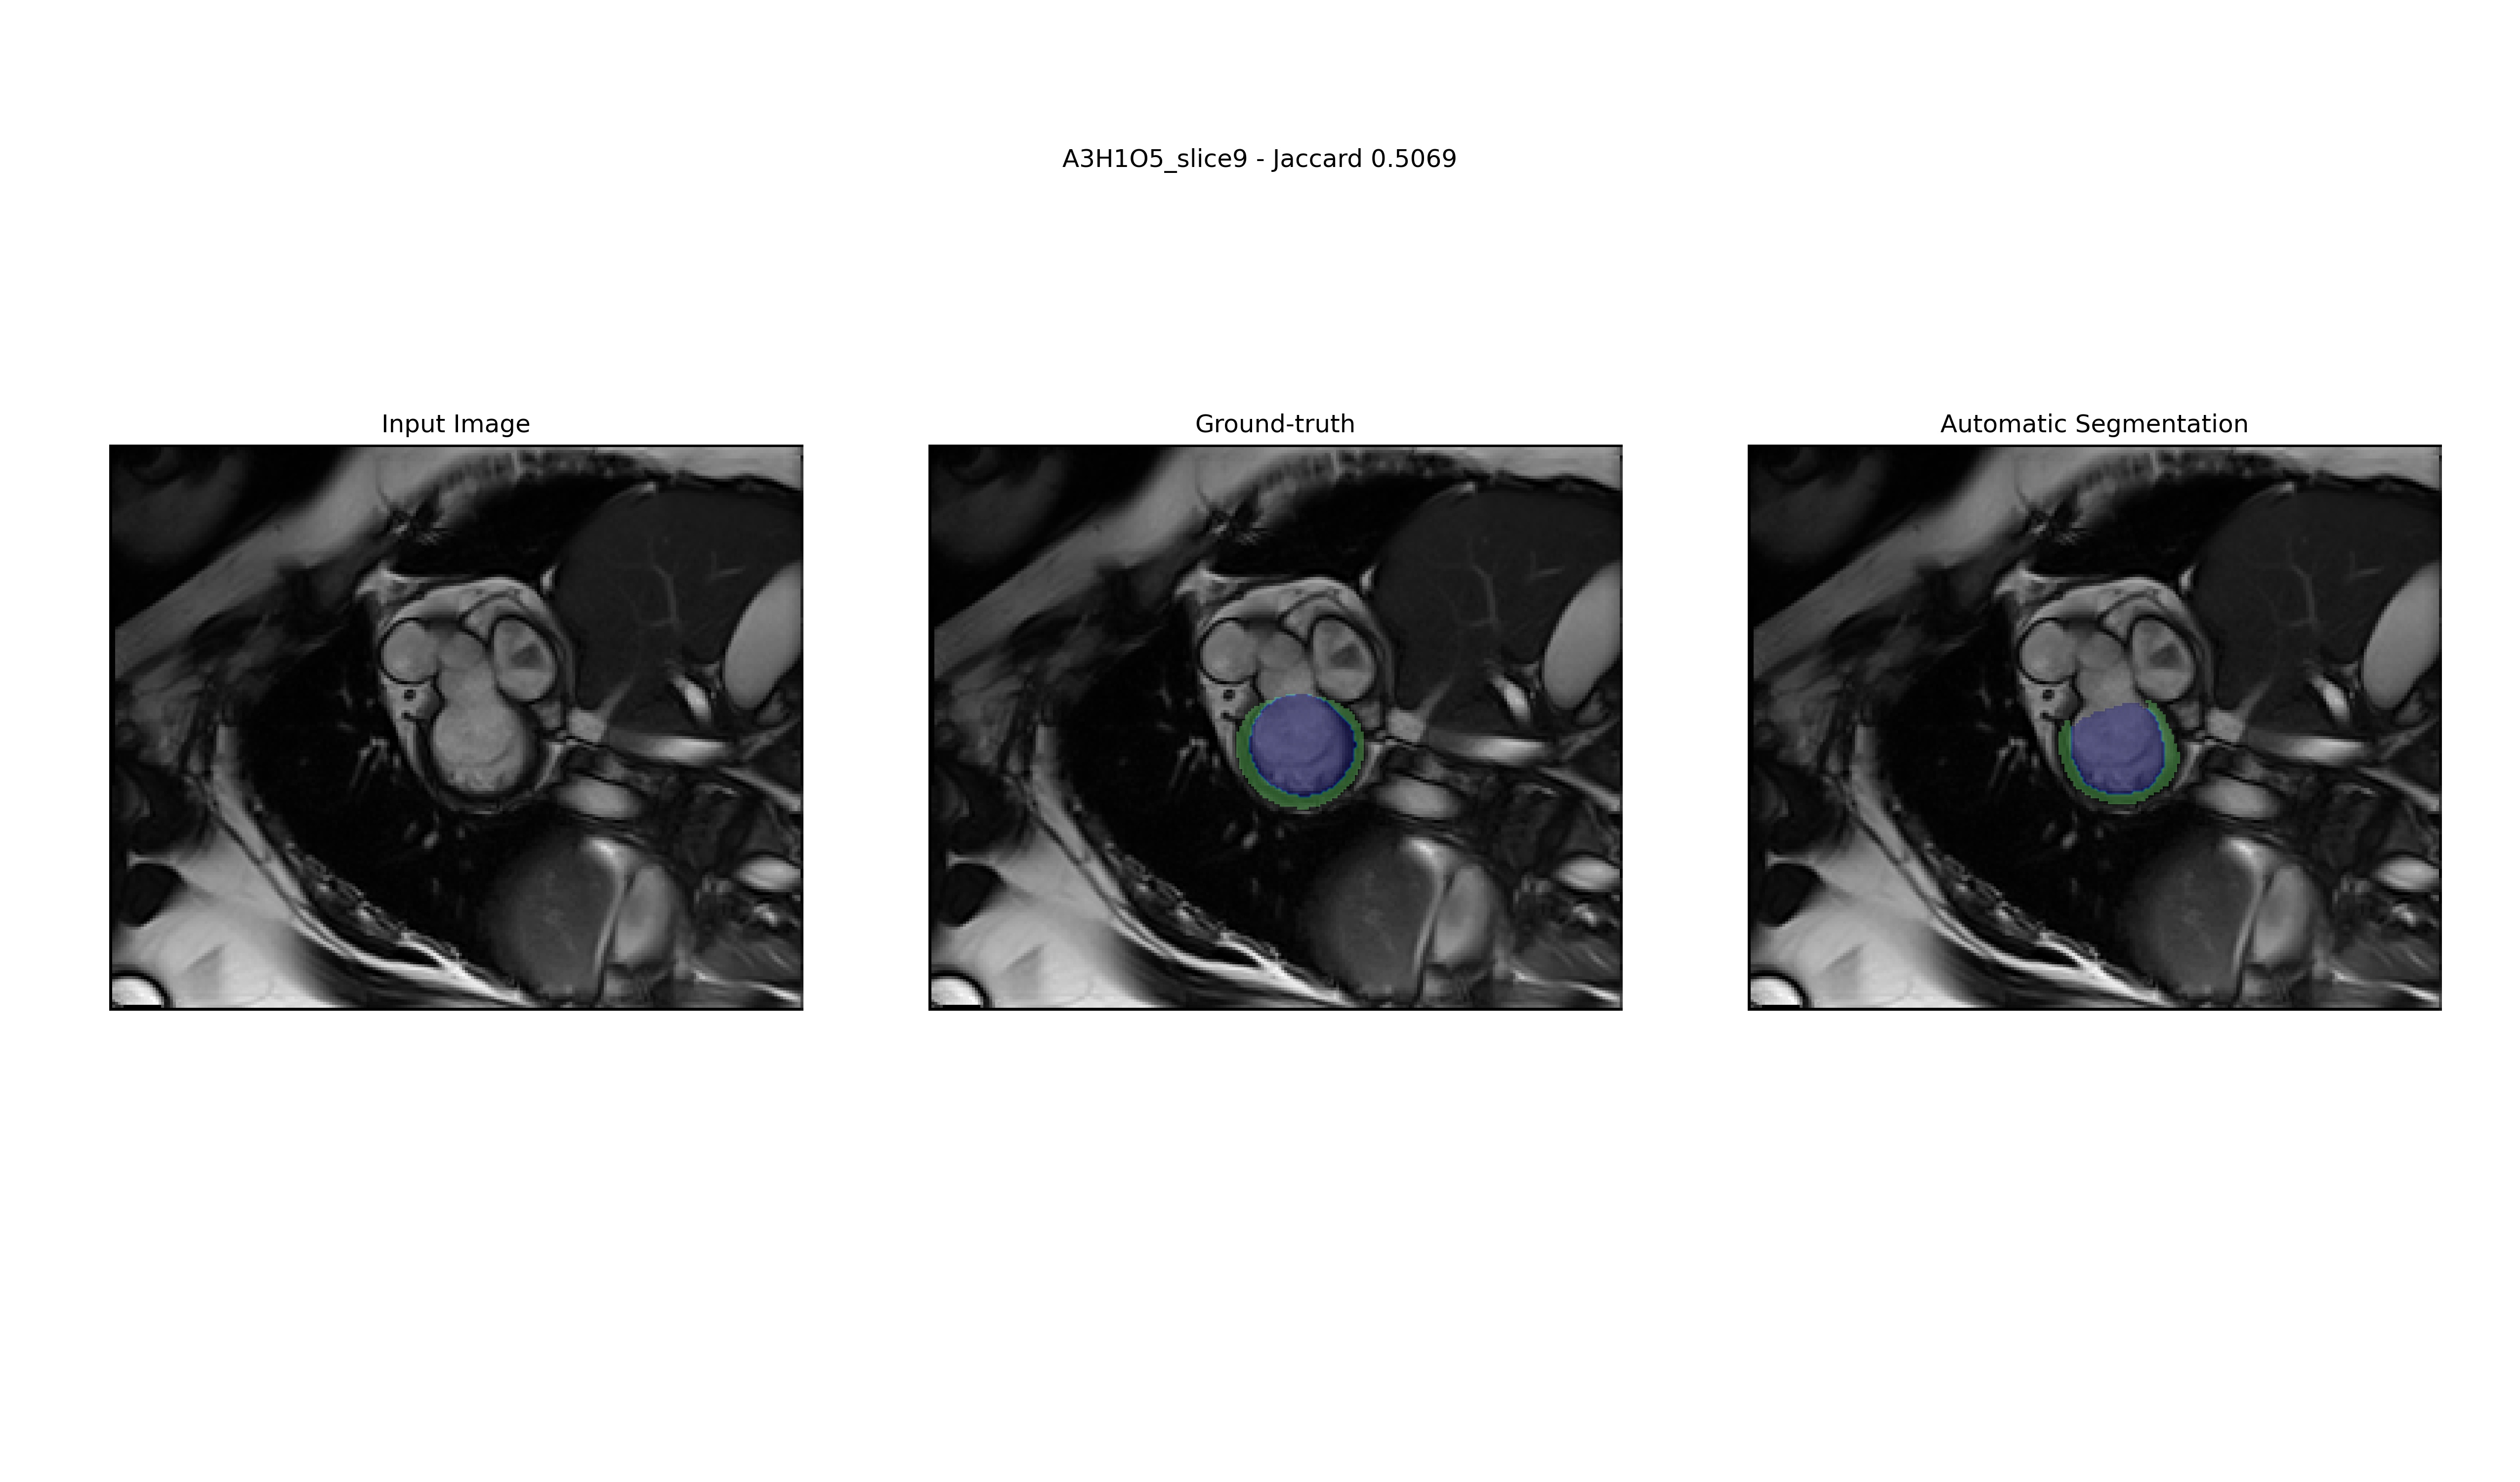 A3H1O5_slice9 - Jaccard 0.5069
Input Image
Ground-truth
Automatic Segmentation